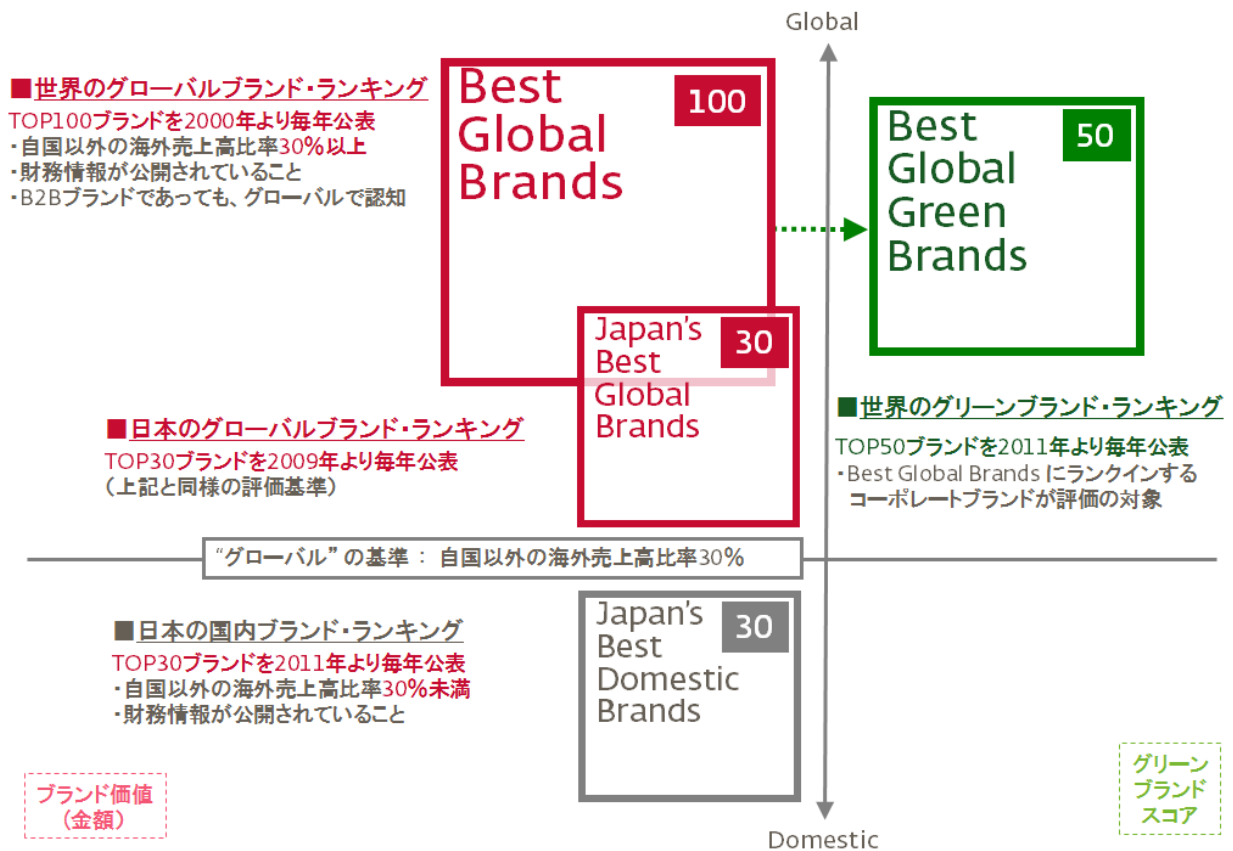 Global
■世界のグローバルブランド・ランキング
TOP100ブランドを2000年より毎年公表
・自国以外の海外売上高比率30%以上
・財務情報が公開されていること
・B2Bブランドであっても、グローバルで認知
Best
Global
Brands
100
Best
Global
Green
Brands
50
Japan's
Best
Global
Brands
30
■日本のグローバルブランド・ランキング
TOP30ブランドを2009年より毎年公表
（上記と同様の評価基準）
■世界のグリーンブランド・ランキング
TOP50ブランドを2011年より毎年公表
・Best Global Brands にランクインする
コーポレートブランドが評価の対象
“グローバル” の基準 ： 自国以外の海外売上高比率30%
■日本の国内ブランド・ランキング
TOP30ブランドを2011年より毎年公表
・自国以外の海外売上高比率30%未満
・財務情報が公開されていること
Japan's
Best
Domestic
Brands
30
ブランド価値
（金額）
グリーン
ブランド
スコア
Domestic